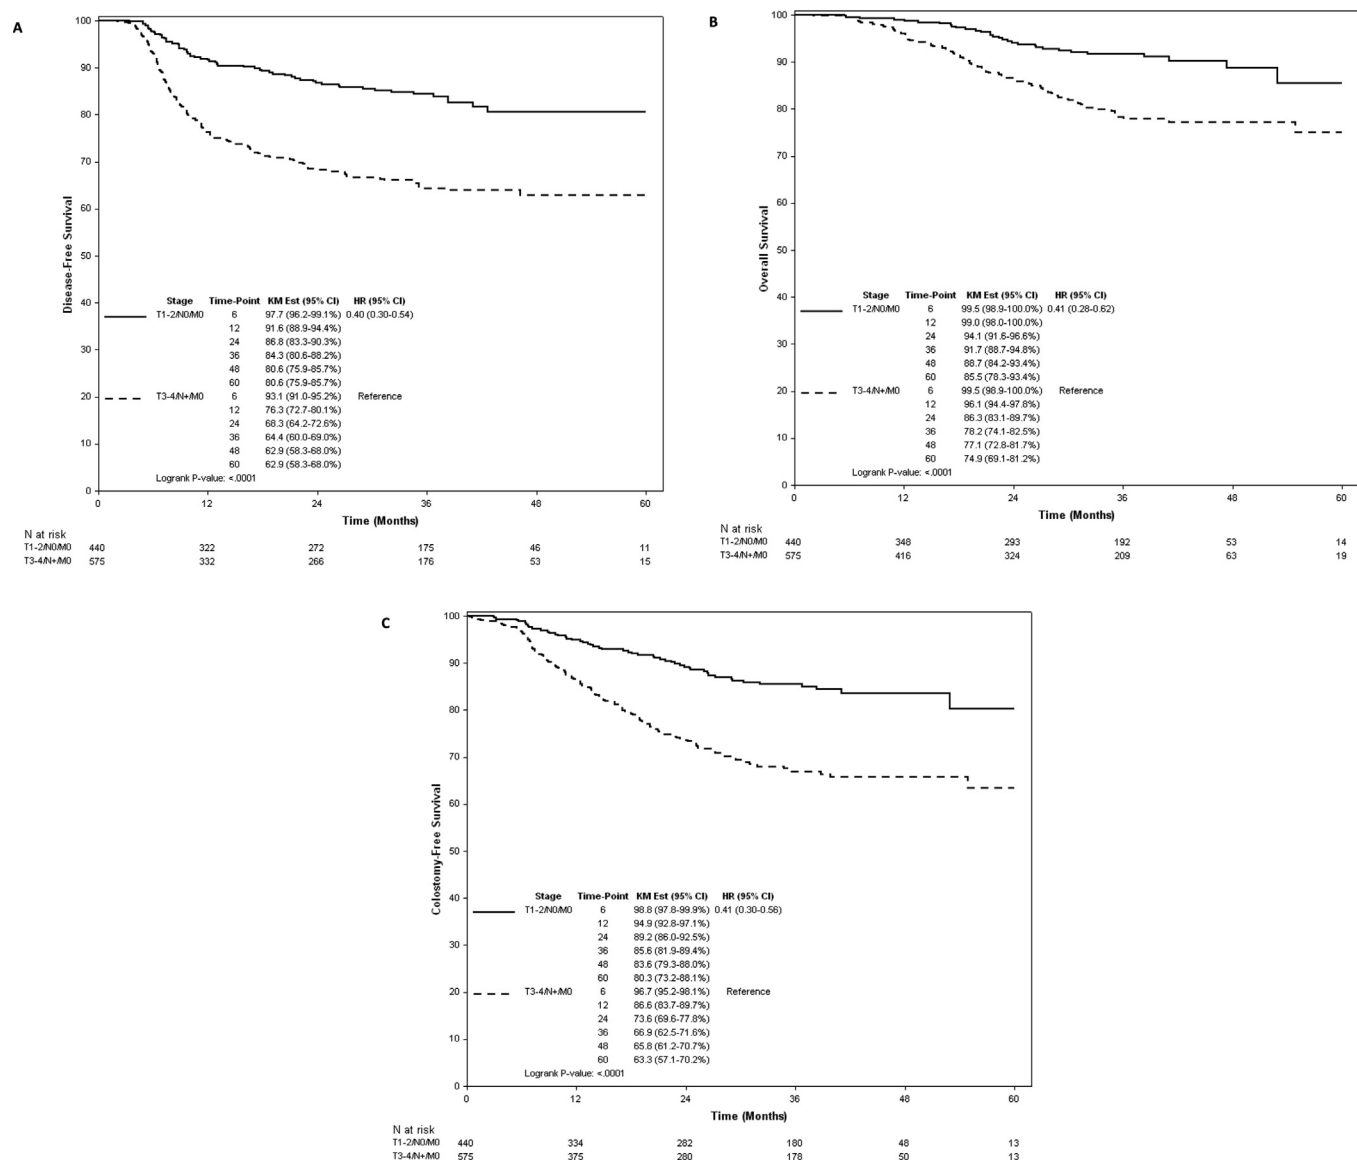 A
100
90
80
70
60
50
40
30
20
10
0
Disease-Free Survival
Stage Time-Point KM Est (95% CI) HR (95% CI)
T1-2/N0/M0 6 97.7 (96.2-99.1%) 0.40 (0.30-0.54)
12 91.6 (88.9-94.4%)
24 86.8 (83.3-90.3%)
36 84.3 (80.6-88.2%)
48 80.6 (75.9-85.7%)
60 80.6 (75.9-85.7%)
T3-4/N+/M0 6 93.1 (91.0-95.2%) Reference
12 76.3 (72.7-80.1%)
24 68.3 (64.2-72.6%)
36 64.4 (60.0-69.0%)
48 62.9 (58.3-68.0%)
60 62.9 (58.3-68.0%)
Logrank P-value: <.0001
0 12 24 36 48 60
Time (Months)
N at risk
T1-2/N0/M0 440 322 272 175 46 11
T3-4/N+/M0 575 332 266 176 53 15
B
100
90
80
70
60
50
40
30
20
10
0
Overall Survival
Stage Time-Point KM Est (95% CI) HR (95% CI)
T1-2/N0/M0 6 99.5 (98.9-100.0%) 0.41 (0.28-0.62)
12 99.0 (98.0-100.0%)
24 94.1 (91.6-96.6%)
36 91.7 (88.7-94.8%)
48 88.7 (84.2-93.4%)
60 85.5 (78.3-93.4%)
T3-4/N+/M0 6 99.5 (98.9-100.0%) Reference
12 96.1 (94.4-97.8%)
24 86.3 (83.1-89.7%)
36 78.2 (74.1-82.5%)
48 77.1 (72.8-81.7%)
60 74.9 (69.1-81.2%)
Logrank P-value: <.0001
0 12 24 36 48 60
Time (Months)
N at risk
T1-2/N0/M0 440 348 293 192 53 14
T3-4/N+/M0 575 416 324 209 63 19
C
100
90
80
70
60
50
40
30
20
10
0
Colostomy-Free Survival
Stage Time-Point KM Est (95% CI) HR (95% CI)
T1-2/N0/M0 6 98.8 (97.8-99.9%) 0.41 (0.30-0.56)
12 94.9 (92.8-97.1%)
24 89.2 (86.0-92.5%)
36 85.6 (81.9-89.4%)
48 83.6 (79.3-88.0%)
60 80.3 (73.2-88.1%)
T3-4/N+/M0 6 96.7 (95.2-98.1%) Reference
12 86.6 (83.7-89.7%)
24 73.6 (69.6-77.8%)
36 66.9 (62.5-71.6%)
48 65.8 (61.2-70.7%)
60 63.3 (57.1-70.2%)
Logrank P-value: <.0001
0 12 24 36 48 60
Time (Months)
N at risk
T1-2/N0/M0 440 334 282 180 48 13
T3-4/N+/M0 575 375 280 178 50 13